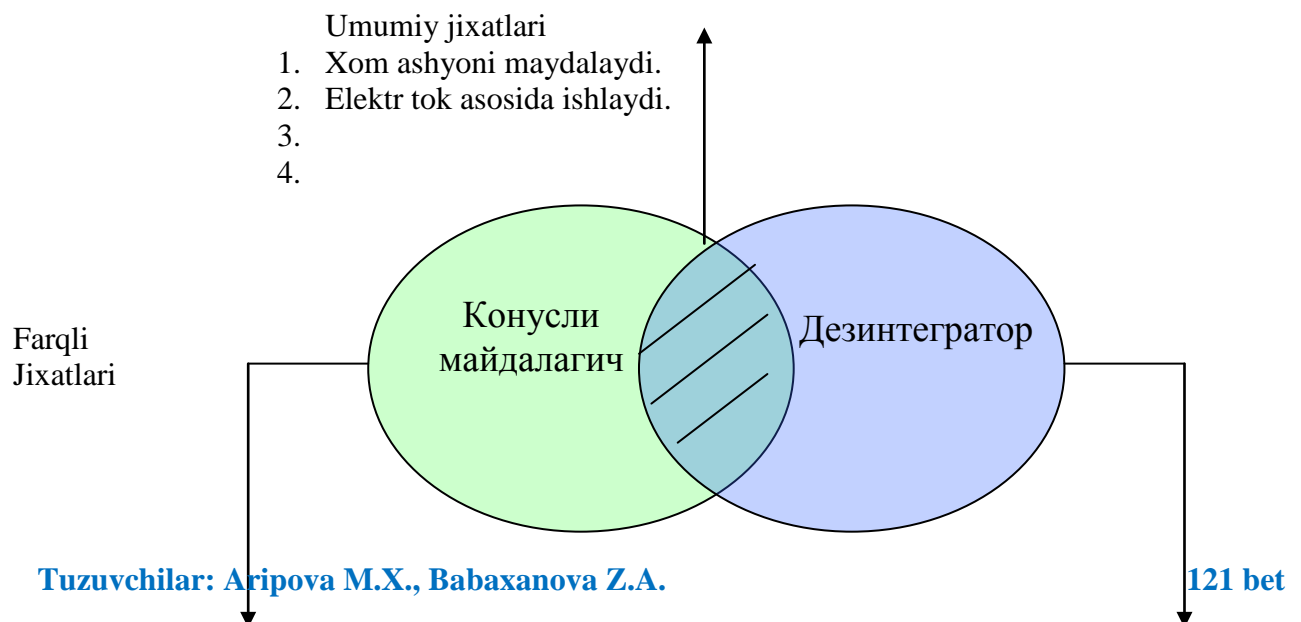 Umumiy jixatlari
1. Xom ashyoni maydalaydi.
2. Elektr tok asosida ishlaydi.
3.
4.
Конусли
майдалагич
Дезинтегратор
Farqli
Jixatlari
Tuzuvchilar: Aripova M.X., Babaxanova Z.A. 121 bet